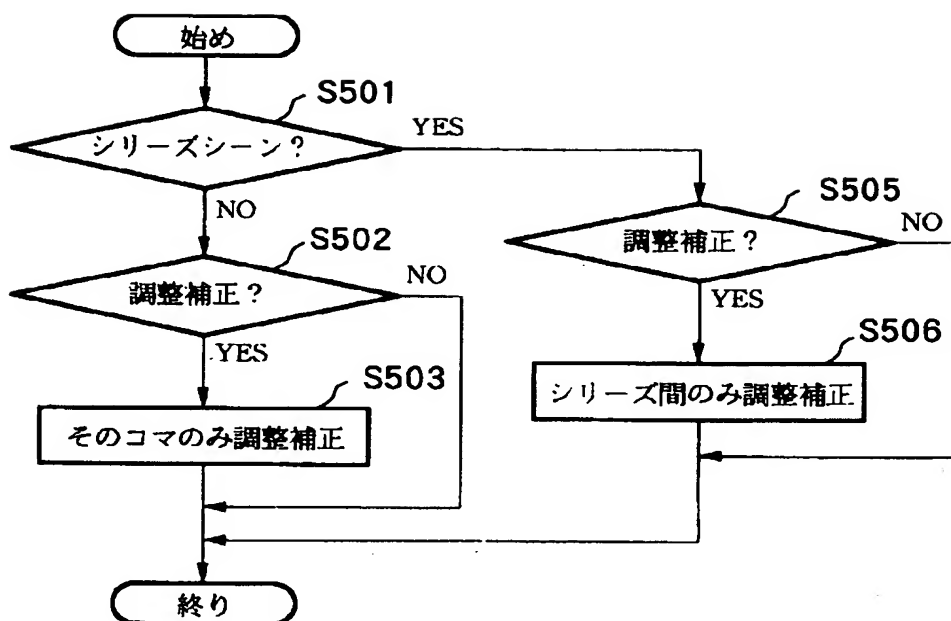 始め
S501
シリーズシーン？
YES
NO
S502
調整補正？
NO
YES
S503
そのコマのみ調整補正
S505
調整補正？
NO
YES
S506
シリーズ間のみ調整補正
終り